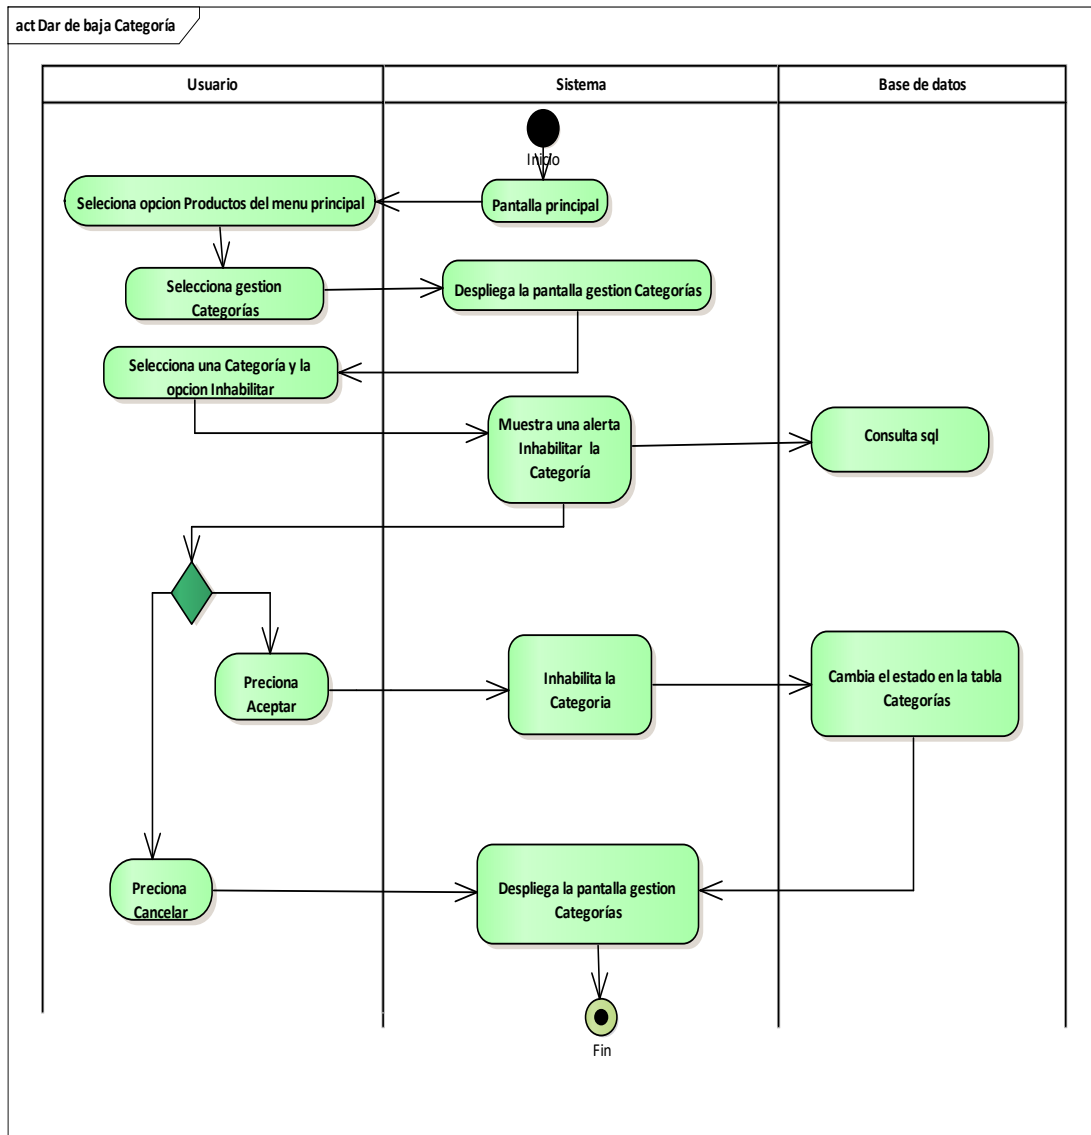 act Dar de baja Categoría
Usuario
Sistema
Base de datos
Inicio
Seleciona opcion Productos del menu principal
Pantalla principal
Selecciona gestion
Categorías
Despliega la pantalla gestion Categorías
Selecciona una Categoría y la
opcion Inhabilitar
Muestra una alerta
Inhabilitar la
Categoría
Consulta sql
Preciona
Aceptar
Inhabilita la
Categoria
Cambia el estado en la tabla
Categorías
Preciona
Cancelar
Despliega la pantalla gestion
Categorías
Fin